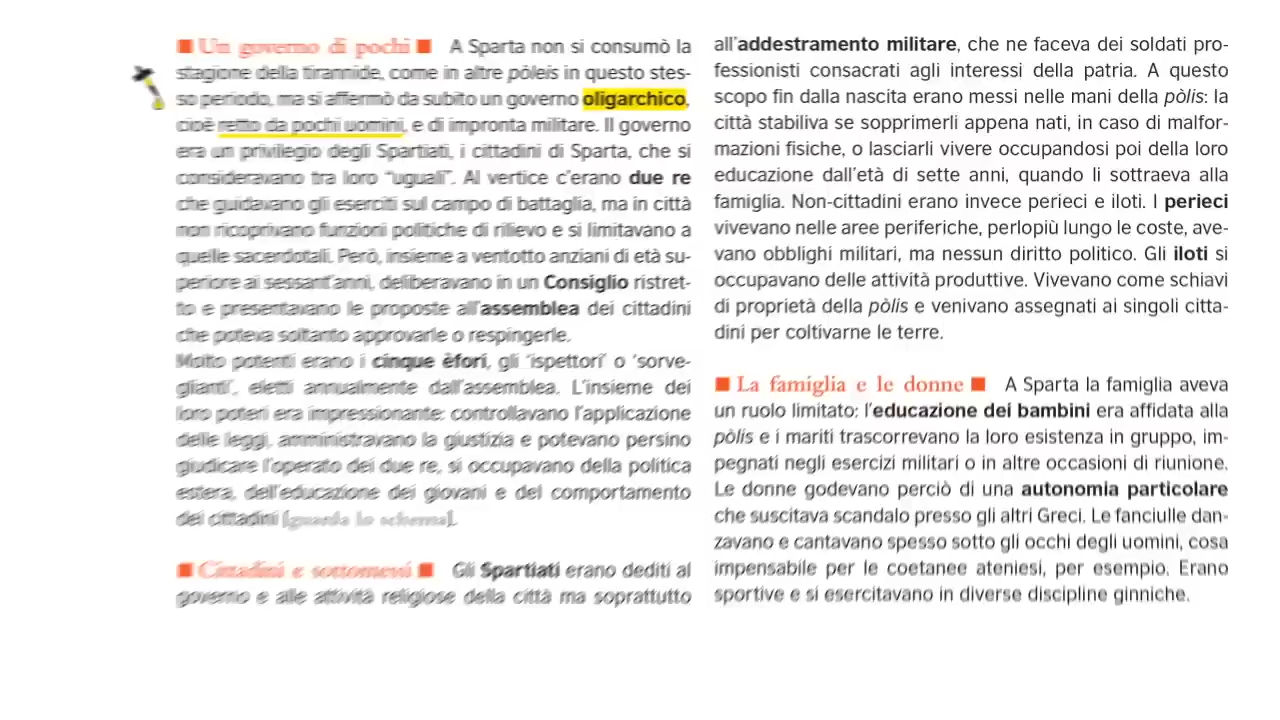 Un governo di pochi A Sparta non si consumò la
stagione della tirannide, come in altre pòleis in questo stes-
so periodo, ma si affermò da subito un governo oligarchico,
cioè retto da pochi uomini, e di impronta militare. Il governo
era un privilegio degli Spartiati, i cittadini di Sparta, che si
consideravano tra loro "uguali". Al vertice c'erano due re
che guidavano gli eserciti sul campo di battaglia, ma in città
non ricoprivano funzioni politiche di rilievo e si limitavano a
quelle sacerdotali. Però, insieme a ventotto anziani di età su-
periore ai sessant'anni, deliberavano in un Consiglio ristret-
to e presentavano le proposte all'assemblea dei cittadini
che poteva soltanto approvarle o respingerle.
Molto potenti erano i cinque èfori, gli 'ispettori' o 'sorve-
glianti', eletti annualmente dall'assemblea. L'insieme dei
loro poteri era impressionante: controllavano l'applicazione
delle leggi, amministravano la giustizia e potevano persino
giudicare l'operato dei due re, si occupavano della politica
estera, dell'educazione dei giovani e del comportamento
dei cittadini [guarda lo schema].
Cittadini e sottomessi Gli Spartiati erano dediti al
governo e alle attività religiose della città ma soprattutto
all'addestramento militare, che ne faceva dei soldati pro-
fessionisti consacrati agli interessi della patria. A questo
scopo fin dalla nascita erano messi nelle mani della pòlis: la
città stabiliva se sopprimerli appena nati, in caso di malfor-
mazioni fisiche, o lasciarli vivere occupandosi poi della loro
educazione dall'età di sette anni, quando li sottraeva alla
famiglia. Non-cittadini erano invece perieci e iloti. I perieci
vivevano nelle aree periferiche, perlopiù lungo le coste, ave-
vano obblighi militari, ma nessun diritto politico. Gli iloti si
occupavano delle attività produttive. Vivevano come schiavi
di proprietà della pòlis e venivano assegnati ai singoli citta-
dini per coltivarne le terre.
La famiglia e le donne A Sparta la famiglia aveva
un ruolo limitato: l'educazione dei bambini era affidata alla
pòlis e i mariti trascorrevano la loro esistenza in gruppo, im-
pegnati negli esercizi militari o in altre occasioni di riunione.
Le donne godevano perciò di una autonomia particolare
che suscitava scandalo presso gli altri Greci. Le fanciulle dan-
zavano e cantavano spesso sotto gli occhi degli uomini, cosa
impensabile per le coetanee ateniesi, per esempio. Erano
sportive e si esercitavano in diverse discipline ginniche.